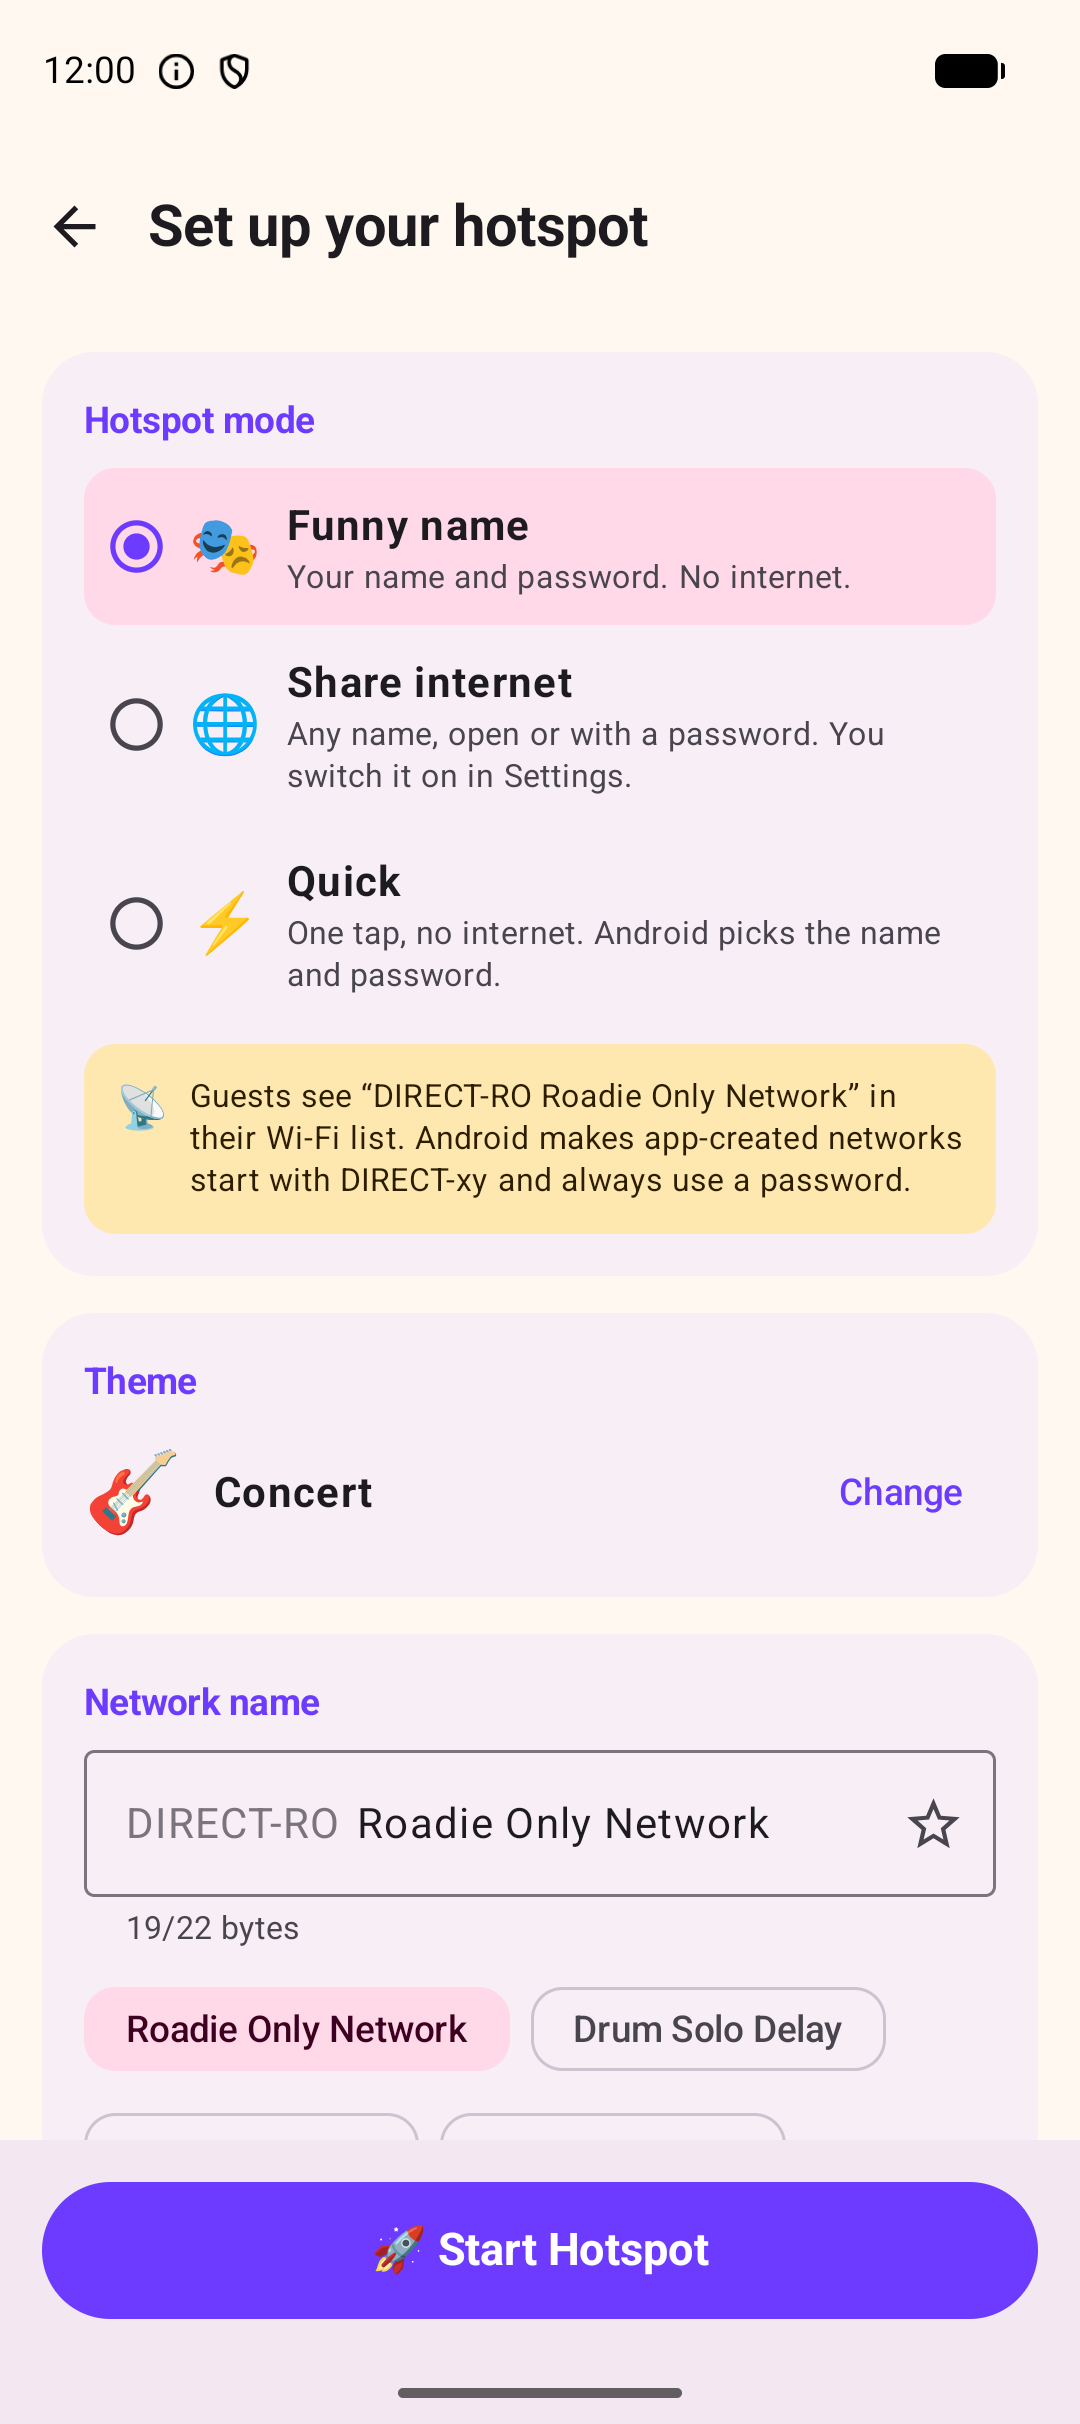 12:00
Set up your hotspot
Hotspot mode
Funny name
Your name and password. No internet.
Share internet
Any name, open or with a password. You
switch it on in Settings.
Quick
One tap, no internet. Android picks the name
and password.
Guests see “DIRECT-RO Roadie Only Network” in
their Wi-Fi list. Android makes app-created networks
start with DIRECT-xy and always use a password.
Theme
Concert
Change
Network name
DIRECT-RO Roadie Only Network
19/22 bytes
Roadie Only Network
Drum Solo Delay
🚀 Start Hotspot